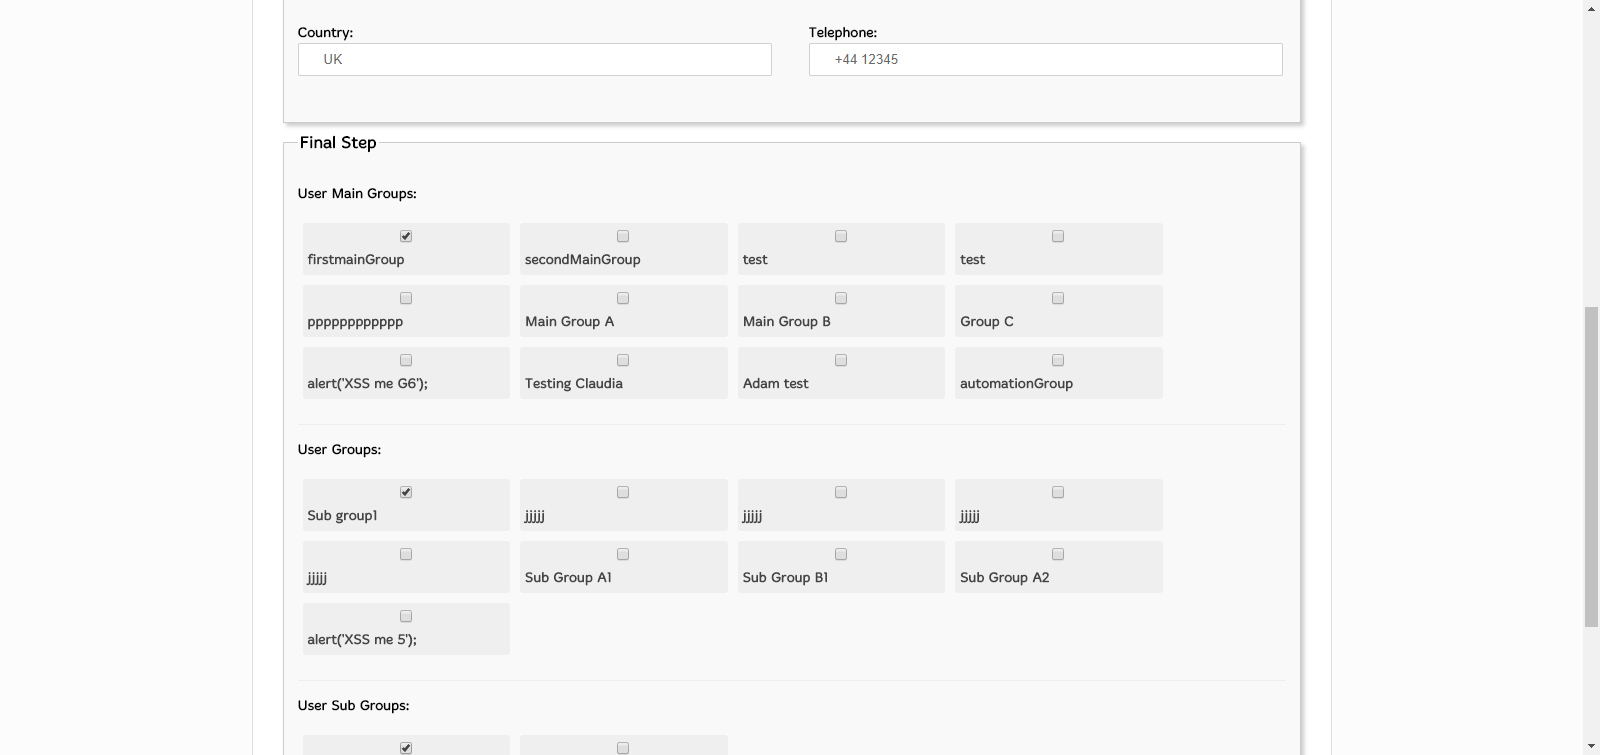 Country: Telephone:
UK +44 12345
Final Step
User Main Groups:
firstmainGroup secondMainGroup test test
pppppppppppp Main Group A Main Group B Group C
alert('XSS me G6'); Testing Claudia Adam test automationGroup
User Groups:
Sub group1 jjjjj jjjjj jjjjj
jjjjj Sub Group A1 Sub Group B1 Sub Group A2
alert('XSS me 5');
User Sub Groups: